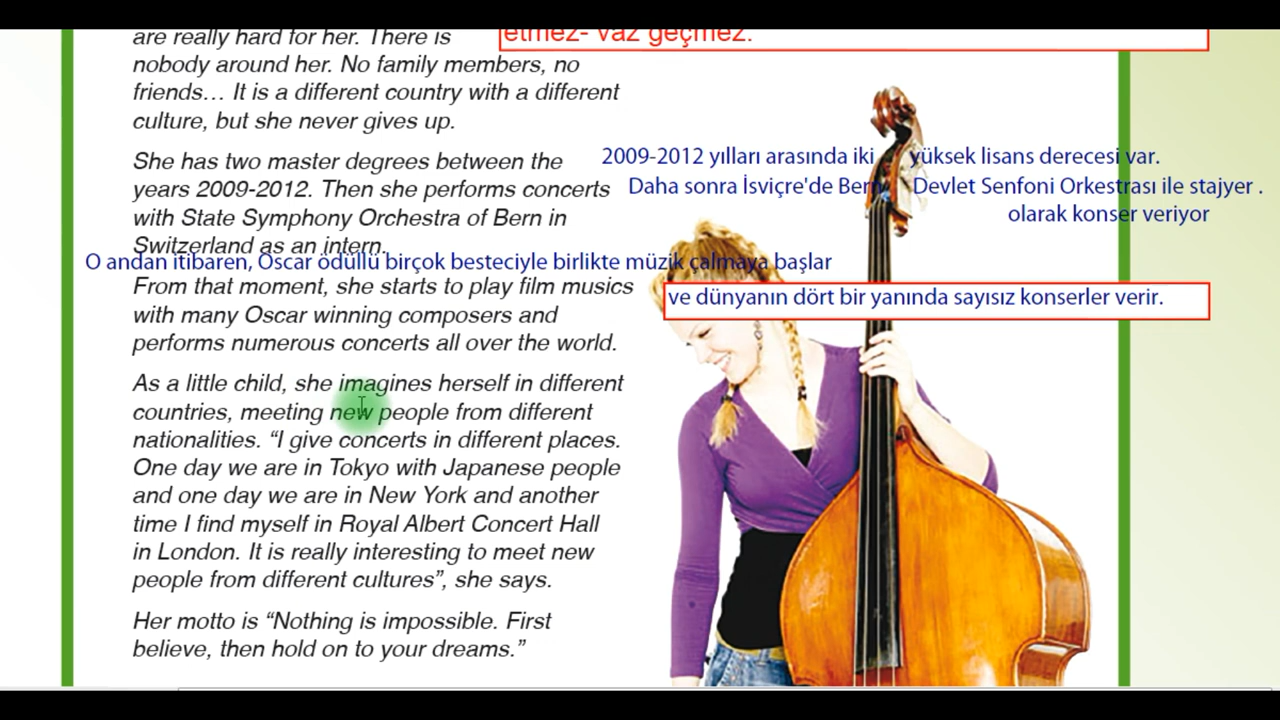 etmez- vaz geçmez.
are really hard for her. There is
nobody around her. No family members, no
friends… It is a different country with a different
culture, but she never gives up.
She has two master degrees between the
years 2009-2012. Then she performs concerts
with State Symphony Orchestra of Bern in
Switzerland as an intern.
2009-2012 yılları arasında iki yüksek lisans derecesi var.
Daha sonra İsviçre'de Bern Devlet Senfoni Orkestrası ile stajyer .
olarak konser veriyor
O andan itibaren, Oscar ödüllü birçok besteciyle birlikte müzik çalmaya başlar
ve dünyanın dört bir yanında sayısız konserler verir.
From that moment, she starts to play film musics
with many Oscar winning composers and
performs numerous concerts all over the world.
As a little child, she imagines herself in different
countries, meeting new people from different
nationalities. “I give concerts in different places.
One day we are in Tokyo with Japanese people
and one day we are in New York and another
time I find myself in Royal Albert Concert Hall
in London. It is really interesting to meet new
people from different cultures”, she says.
Her motto is “Nothing is impossible. First
believe, then hold on to your dreams.”